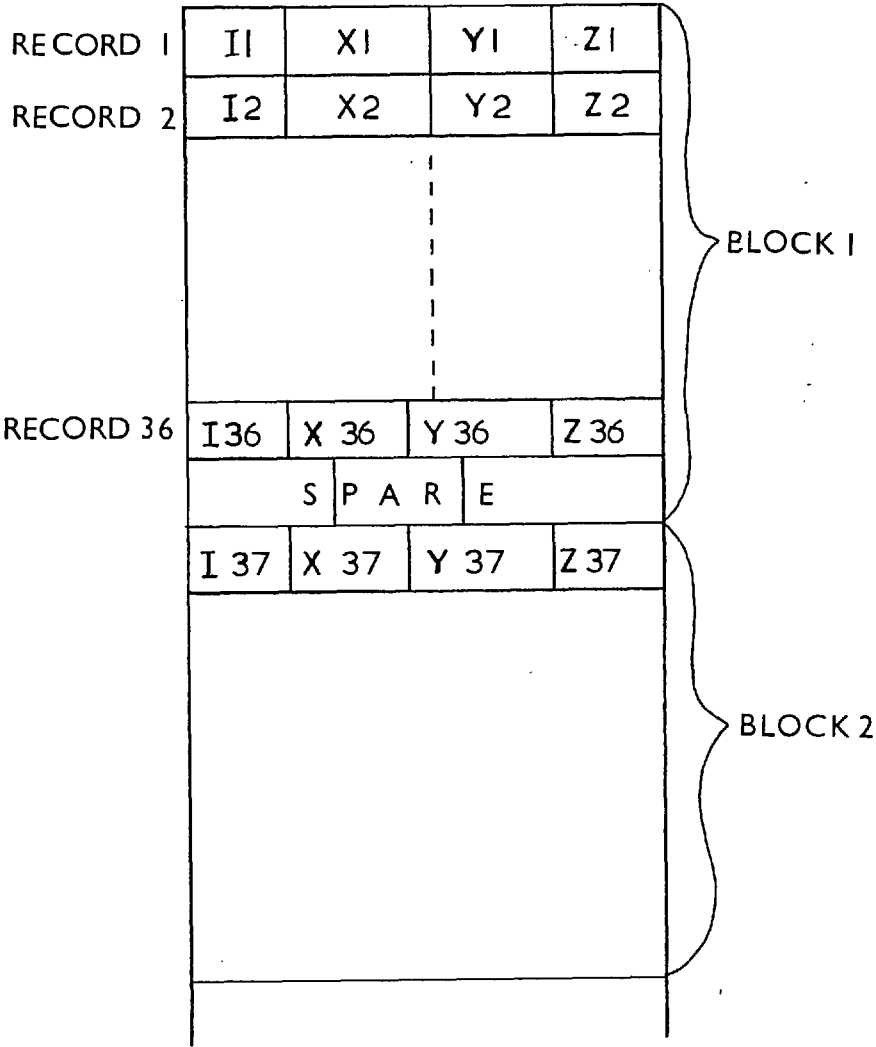 RECORD 1 I1 X1 Y1 Z1
RECORD 2 I2 X2 Y2 Z2
BLOCK 1
RECORD 36 I36 X 36 Y 36 Z 36
S P A R E
I 37 X 37 Y 37 Z 37
BLOCK 2